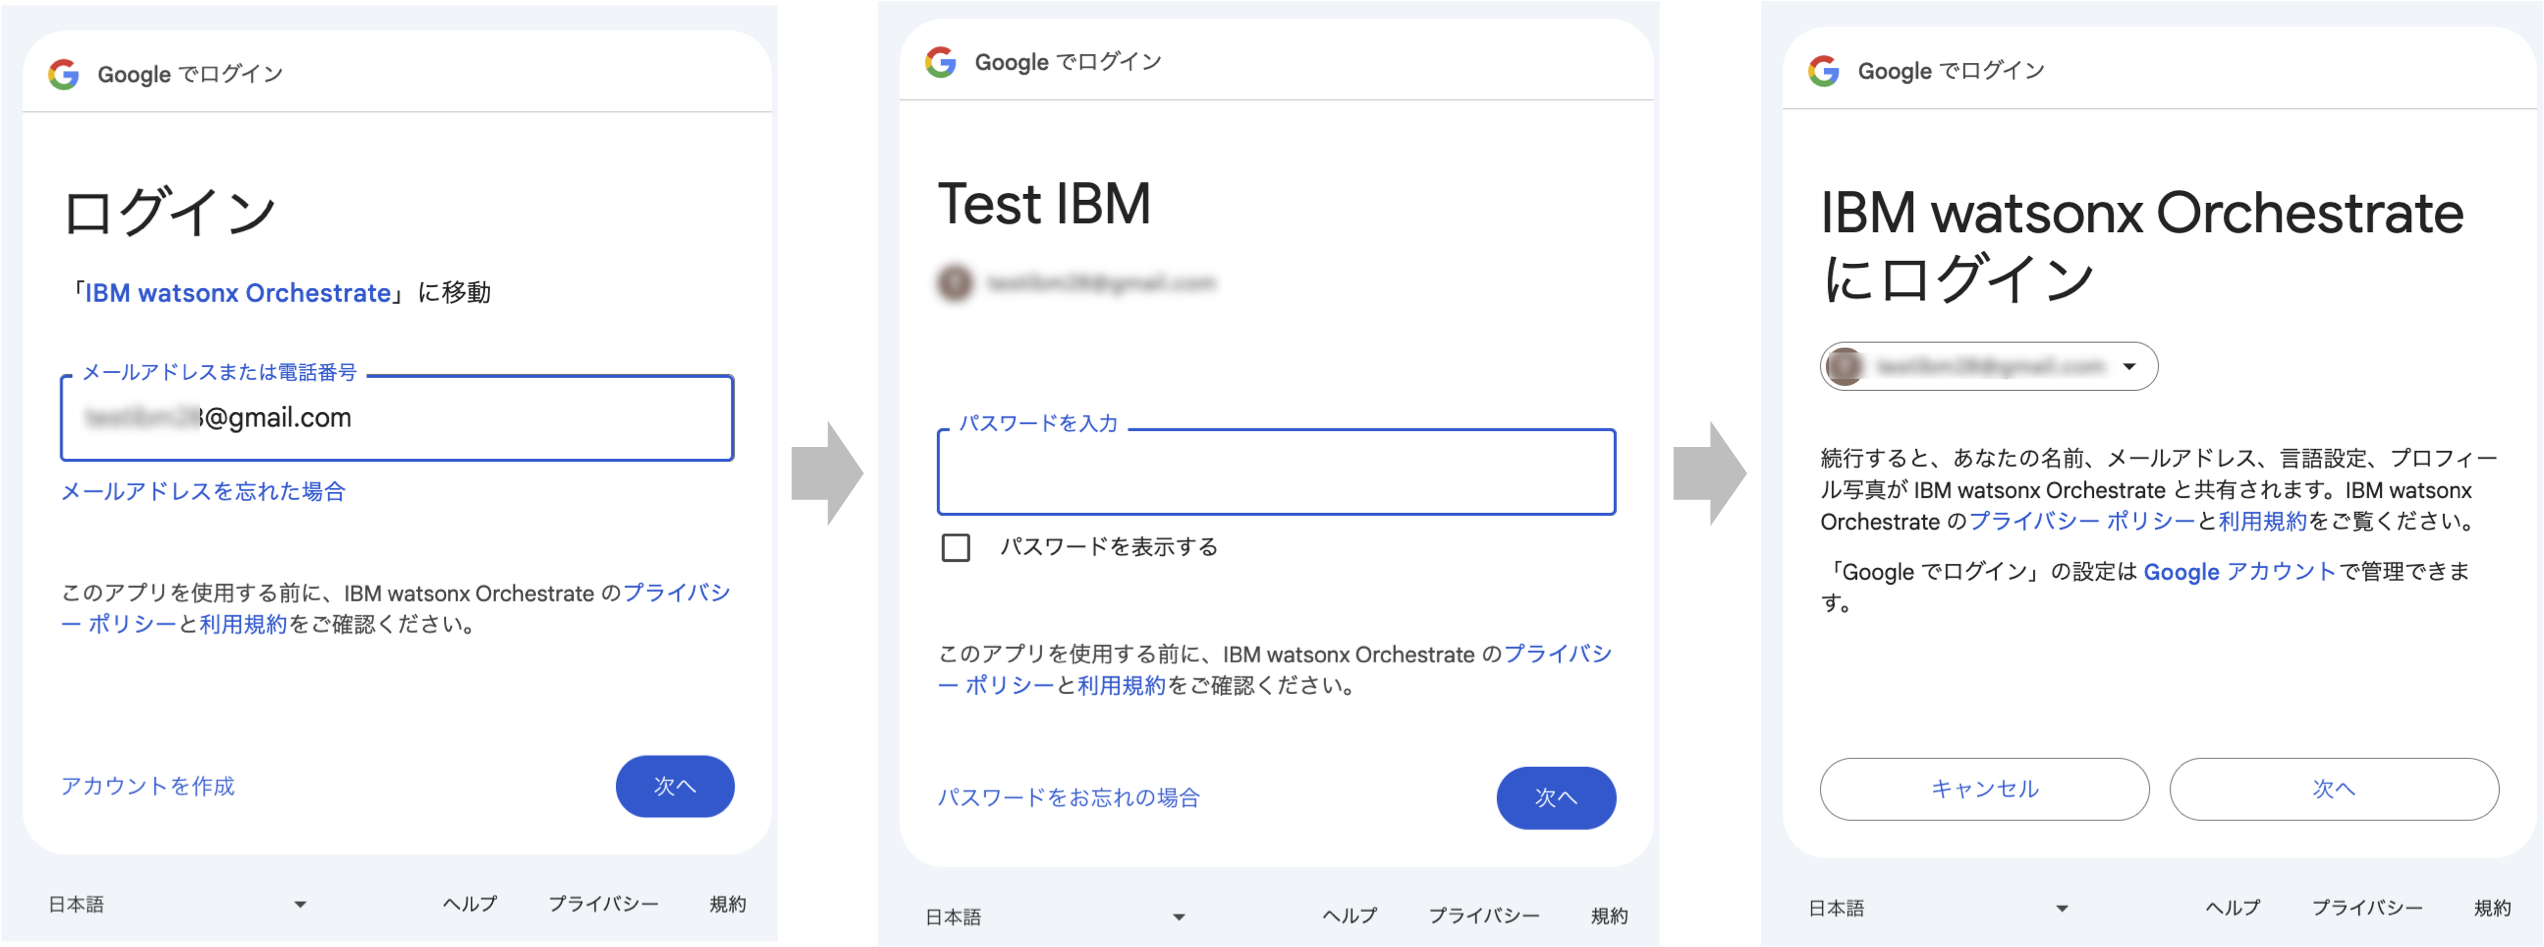 Google でログイン
ログイン
「IBM watsonx Orchestrate」に移動
メールアドレスまたは電話番号
@gmail.com
メールアドレスを忘れた場合
このアプリを使用する前に、IBM watsonx Orchestrate のプライバシ
ー ポリシーと利用規約をご確認ください。
アカウントを作成
次へ
日本語
ヘルプ
プライバシー
規約
Google でログイン
Test IBM
パスワードを入力
パスワードを表示する
このアプリを使用する前に、IBM watsonx Orchestrate のプライバシ
ー ポリシーと利用規約をご確認ください。
パスワードをお忘れの場合
次へ
日本語
ヘルプ
プライバシー
規約
Google でログイン
IBM watsonx Orchestrate
にログイン
続行すると、あなたの名前、メールアドレス、言語設定、プロフィー
ル写真が IBM watsonx Orchestrate と共有されます。IBM watsonx
Orchestrate のプライバシー ポリシーと利用規約をご覧ください。
「Google でログイン」の設定は Google アカウントで管理できま
す。
キャンセル
次へ
日本語
ヘルプ
プライバシー
規約